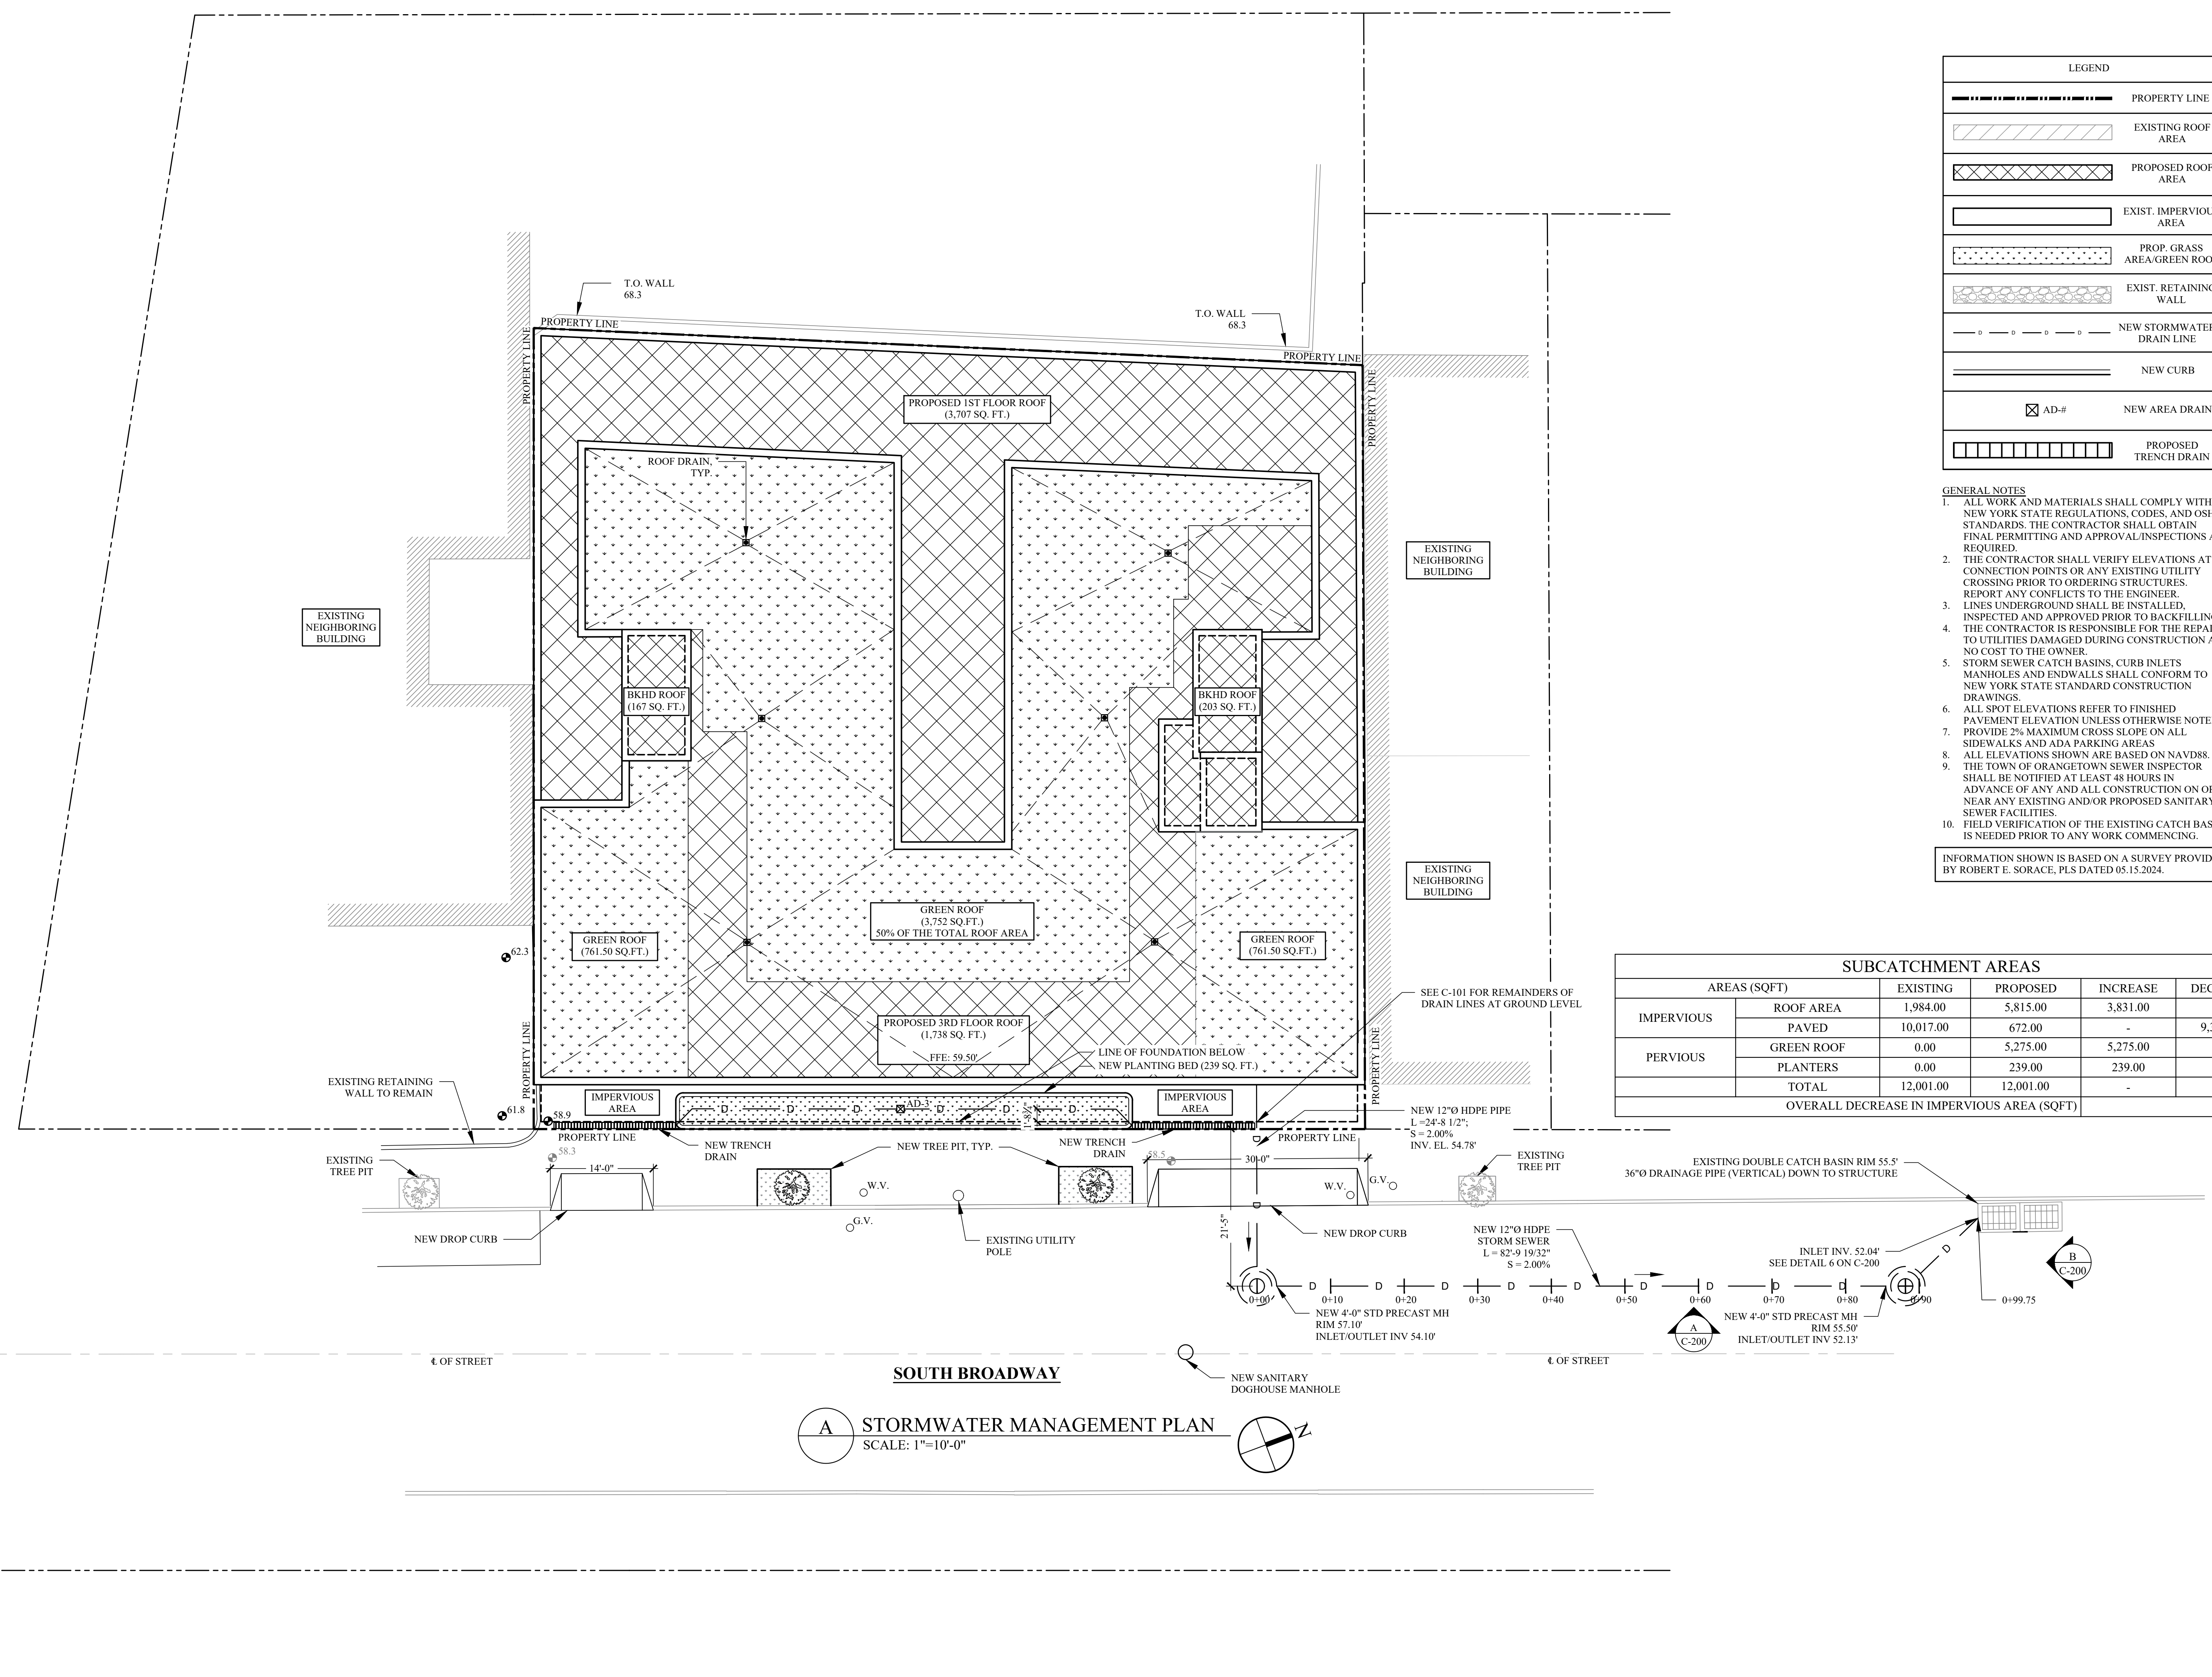 T.O. WALL
68.3
T.O. WALL
68.3
PROPERTY LINE
PROPERTY LINE
PROPERTY LINE
PROPERTY LINE
PROPOSED 1ST FLOOR ROOF
(3,707 SQ. FT.)
ROOF DRAIN,
TYP.
EXISTING
NEIGHBORING
BUILDING
EXISTING
NEIGHBORING
BUILDING
BKHD ROOF
(167 SQ. FT.)
BKHD ROOF
(203 SQ. FT.)
EXISTING
NEIGHBORING
BUILDING
GREEN ROOF
(3,752 SQ.FT.)
50% OF THE TOTAL ROOF AREA
GREEN ROOF
(761.50 SQ.FT.)
GREEN ROOF
(761.50 SQ.FT.)
62.3
SEE C-101 FOR REMAINDERS OF
DRAIN LINES AT GROUND LEVEL
PROPOSED 3RD FLOOR ROOF
(1,738 SQ. FT.)
FFE: 59.50'
LINE OF FOUNDATION BELOW
NEW PLANTING BED (239 SQ. FT.)
PROPERTY LINE
PROPERTY LINE
EXISTING RETAINING
WALL TO REMAIN
IMPERVIOUS
AREA
IMPERVIOUS
AREA
D D D AD-3 D D D
1'-8½"
61.8
58.9
PROPERTY LINE
PROPERTY LINE
NEW TRENCH
DRAIN
NEW TREE PIT, TYP.
NEW TRENCH
DRAIN
NEW 12"Ø HDPE PIPE
L =24'-8 1/2";
S = 2.00%
INV. EL. 54.78'
58.3
58.5
EXISTING
TREE PIT
14'-0"
30'-0"
EXISTING
TREE PIT
W.V.
W.V.
G.V.
G.V.
D
D
EXISTING DOUBLE CATCH BASIN RIM 55.5'
36"Ø DRAINAGE PIPE (VERTICAL) DOWN TO STRUCTURE
NEW DROP CURB
EXISTING UTILITY
POLE
21'-5"
NEW DROP CURB
NEW 12"Ø HDPE
STORM SEWER
L = 82'-9 19/32"
S = 2.00%
INLET INV. 52.04'
SEE DETAIL 6 ON C-200
D
B
C-200
D D D D D D D D D
0+00 0+10 0+20 0+30 0+40 0+50 0+60 0+70 0+80 0+90
0+99.75
NEW 4'-0" STD PRECAST MH
RIM 57.10'
INLET/OUTLET INV 54.10'
A
C-200
NEW 4'-0" STD PRECAST MH
RIM 55.50'
INLET/OUTLET INV 52.13'
℄ OF STREET
℄ OF STREET
SOUTH BROADWAY
NEW SANITARY
DOGHOUSE MANHOLE
A
STORMWATER MANAGEMENT PLAN
SCALE: 1"=10'-0"
N
LEGEND
PROPERTY LINE
EXISTING ROOF
AREA
PROPOSED ROOF
AREA
EXIST. IMPERVIOU
AREA
PROP. GRASS
AREA/GREEN ROO
EXIST. RETAINING
WALL
D D D D
NEW STORMWATER
DRAIN LINE
NEW CURB
AD-#
NEW AREA DRAIN
PROPOSED
TRENCH DRAIN
GENERAL NOTES
1. ALL WORK AND MATERIALS SHALL COMPLY WITH
NEW YORK STATE REGULATIONS, CODES, AND OSH
STANDARDS. THE CONTRACTOR SHALL OBTAIN
FINAL PERMITTING AND APPROVAL/INSPECTIONS A
REQUIRED.
2. THE CONTRACTOR SHALL VERIFY ELEVATIONS AT
CONNECTION POINTS OR ANY EXISTING UTILITY
CROSSING PRIOR TO ORDERING STRUCTURES.
REPORT ANY CONFLICTS TO THE ENGINEER.
3. LINES UNDERGROUND SHALL BE INSTALLED,
INSPECTED AND APPROVED PRIOR TO BACKFILLIN
4. THE CONTRACTOR IS RESPONSIBLE FOR THE REPAI
TO UTILITIES DAMAGED DURING CONSTRUCTION A
NO COST TO THE OWNER.
5. STORM SEWER CATCH BASINS, CURB INLETS
MANHOLES AND ENDWALLS SHALL CONFORM TO
NEW YORK STATE STANDARD CONSTRUCTION
DRAWINGS.
6. ALL SPOT ELEVATIONS REFER TO FINISHED
PAVEMENT ELEVATION UNLESS OTHERWISE NOTE
7. PROVIDE 2% MAXIMUM CROSS SLOPE ON ALL
SIDEWALKS AND ADA PARKING AREAS
8. ALL ELEVATIONS SHOWN ARE BASED ON NAVD88.
9. THE TOWN OF ORANGETOWN SEWER INSPECTOR
SHALL BE NOTIFIED AT LEAST 48 HOURS IN
ADVANCE OF ANY AND ALL CONSTRUCTION ON O
NEAR ANY EXISTING AND/OR PROPOSED SANITARY
SEWER FACILITIES.
10. FIELD VERIFICATION OF THE EXISTING CATCH BAS
IS NEEDED PRIOR TO ANY WORK COMMENCING.
INFORMATION SHOWN IS BASED ON A SURVEY PROVID
BY ROBERT E. SORACE, PLS DATED 05.15.2024.
SUBCATCHMENT AREAS
AREAS (SQFT) EXISTING PROPOSED INCREASE DEC
IMPERVIOUS ROOF AREA 1,984.00 5,815.00 3,831.00
PAVED 10,017.00 672.00 - 9,
PERVIOUS GREEN ROOF 0.00 5,275.00 5,275.00
PLANTERS 0.00 239.00 239.00
TOTAL 12,001.00 12,001.00 -
OVERALL DECREASE IN IMPERVIOUS AREA (SQFT)